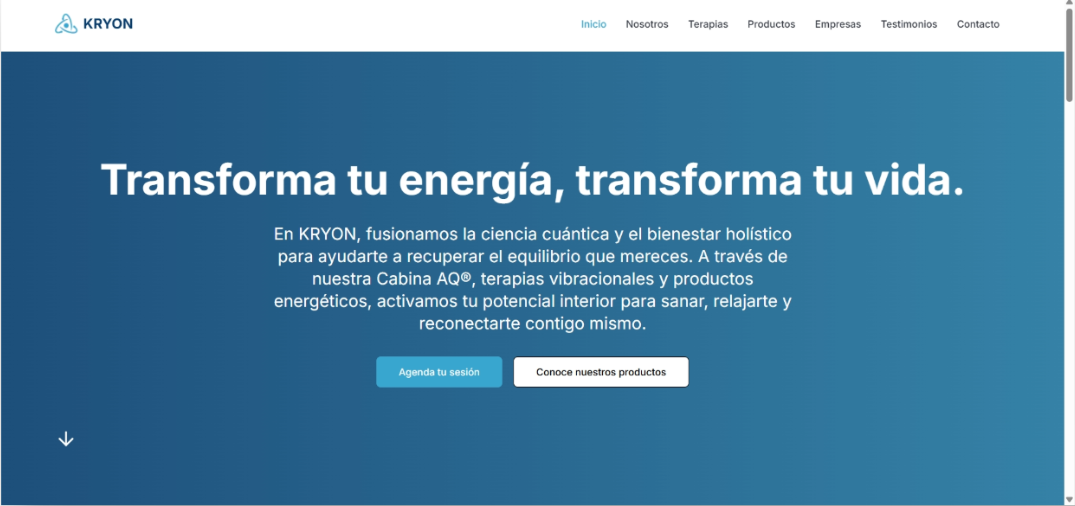 KRYON
Inicio Nosotros Terapias Productos Empresas Testimonios Contacto
Transforma tu energía, transforma tu vida.
En KRYON, fusionamos la ciencia cuántica y el bienestar holístico
para ayudarte a recuperar el equilibrio que mereces. A través de
nuestra Cabina AQ®, terapias vibracionales y productos
energéticos, activamos tu potencial interior para sanar, relajarte y
reconectarte contigo mismo.
Agenda tu sesión Conoce nuestros productos